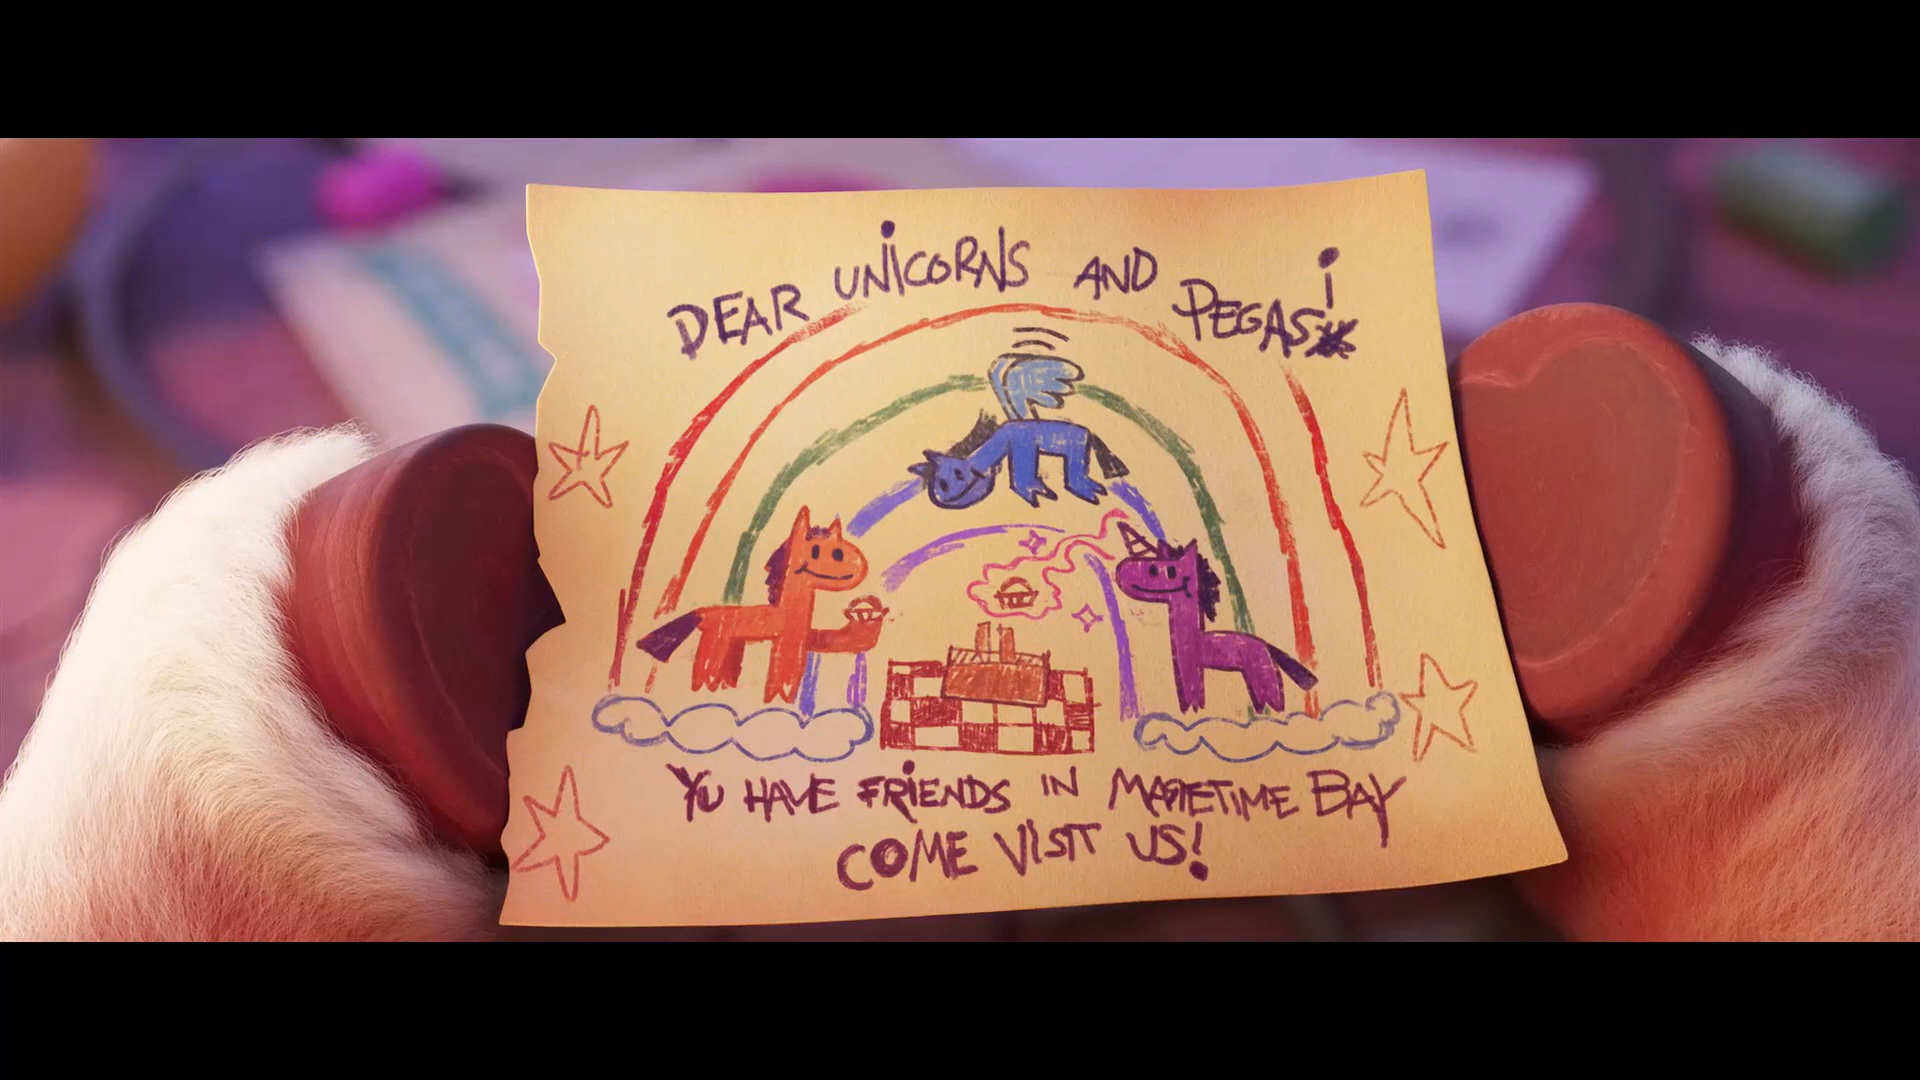 DEAR UNiCORNS AND PEGASi
YU HAVE FRiENDS IN MARETIME BAY
COME VISIT US!